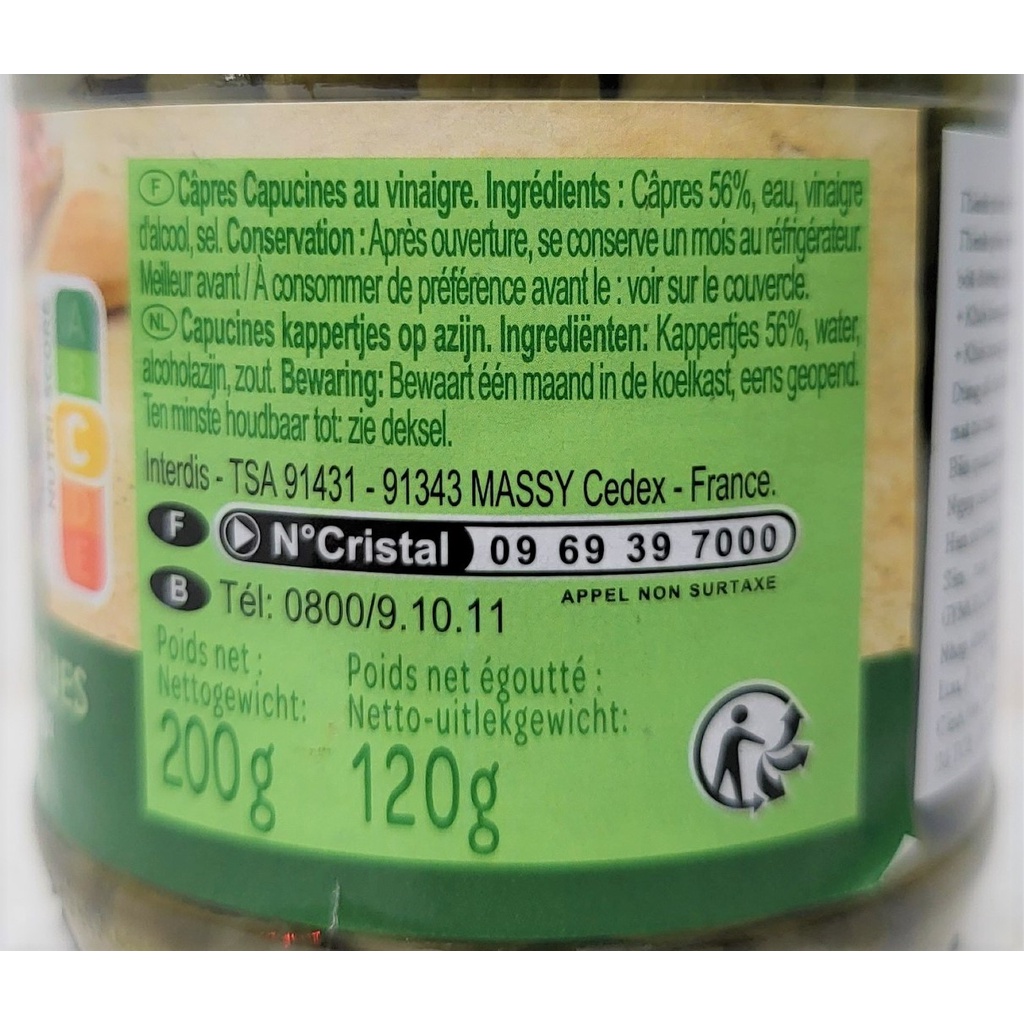 F Câpres Capucines au vinaigre. Ingrédients : Câpres 56%, eau, vinaigre
d'alcool, sel. Conservation : Après ouverture, se conserve un mois au réfrigérateur.
Meilleur avant / À consommer de préférence avant le : voir sur le couvercle.
NL Capucines kappertjes op azijn. Ingrediënten: Kappertjes 56%, water,
alcoholazijn, zout. Bewaring: Bewaart één maand in de koelkast, eens geopend.
Ten minste houdbaar tot: zie deksel.
Interdis - TSA 91431 - 91343 MASSY Cedex - France.
F N°Cristal 09 69 39 7000
APPEL NON SURTAXE
B Tél: 0800/9.10.11
Poids net :
Nettogewicht:
200g
Poids net égoutté :
Netto-uitlekgewicht:
120g
NUTRI-SCORE
A
B
C
D
E